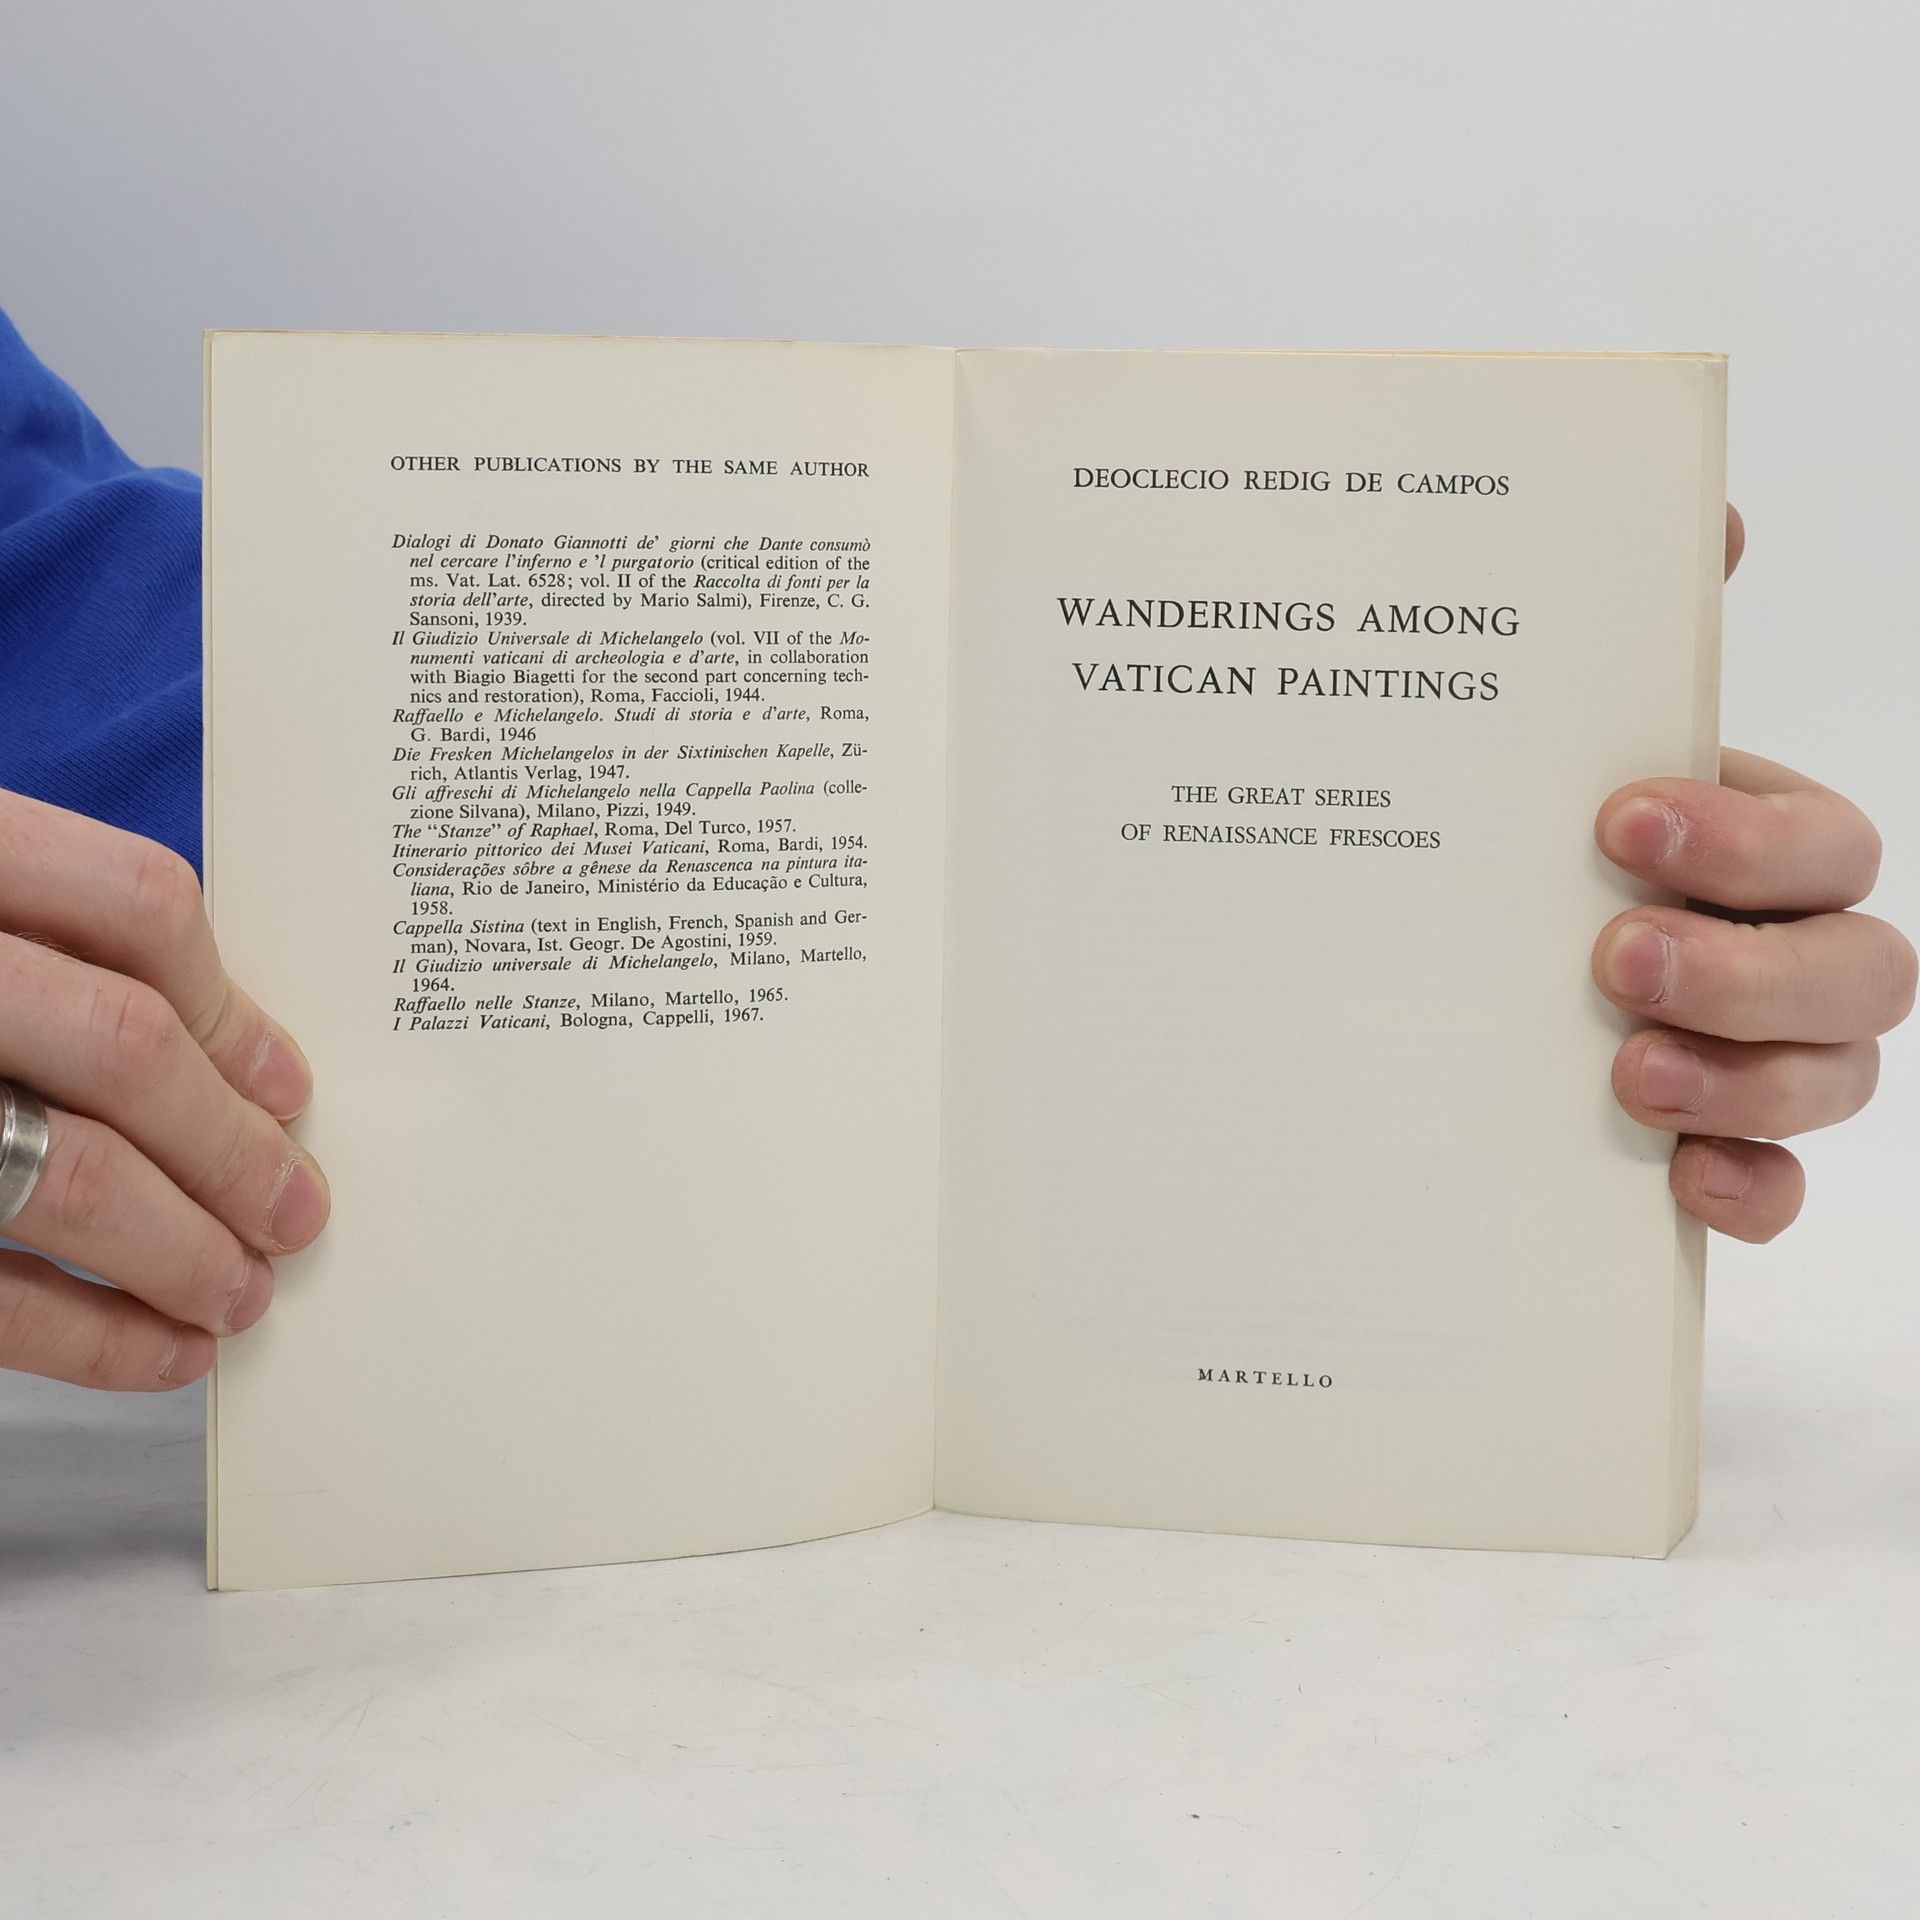 OTHER PUBLICATIONS BY THE SAME AUTHOR
Dialogi di Donato Giannotti de' giorni che Dante consumò
nel cercare l'inferno e 'l purgatorio (critical edition of the
ms. Vat. Lat. 6528; vol. II of the Raccolta di fonti per la
storia dell'arte, directed by Mario Salmi), Firenze, C. G.
Sansoni, 1939.
Il Giudizio Universale di Michelangelo (vol. VII of the Mo-
numenti vaticani di archeologia e d'arte, in collaboration
with Biagio Biagetti for the second part concerning tech-
nics and restoration), Roma, Faccioli, 1944.
Raffaello e Michelangelo. Studi di storia e d'arte, Roma,
G. Bardi, 1946
Die Fresken Michelangelos in der Sixtinischen Kapelle, Zü-
rich, Atlantis Verlag, 1947.
Gli affreschi di Michelangelo nella Cappella Paolina (colle-
zione Silvana), Milano, Pizzi, 1949.
The "Stanze" of Raphael, Roma, Del Turco, 1957.
Itinerario pittorico dei Musei Vaticani, Roma, Bardi, 1954.
Considerações sôbre a gênese da Renascenca na pintura ita-
liana, Rio de Janeiro, Ministério da Educação e Cultura,
1958.
Cappella Sistina (text in English, French, Spanish and Ger-
man), Novara, Ist. Geogr. De Agostini, 1959.
Il Giudizio universale di Michelangelo, Milano, Martello,
1964.
Raffaello nelle Stanze, Milano, Martello, 1965.
I Palazzi Vaticani, Bologna, Cappelli, 1967.
DEOCLECIO REDIG DE CAMPOS
WANDERINGS AMONG
VATICAN PAINTINGS
THE GREAT SERIES
OF RENAISSANCE FRESCOES
MARTELLO